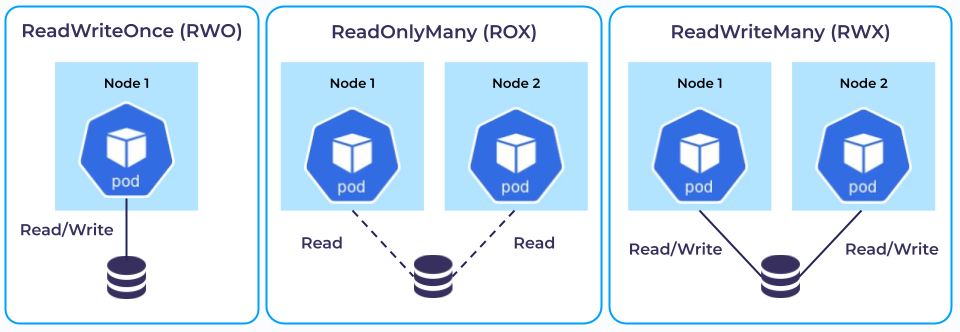 ReadWriteOnce (RWO)
Node 1
pod
Read/Write
ReadOnlyMany (ROX)
Node 1
Node 2
pod
pod
Read
Read
ReadWriteMany (RWX)
Node 1
Node 2
pod
pod
Read/Write
Read/Write